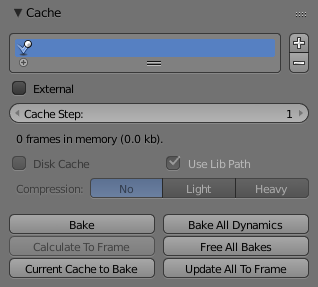 Cache
External
Cache Step: 1
0 frames in memory (0.0 kb).
Disk Cache Use Lib Path
Compression: No Light Heavy
Bake Bake All Dynamics
Calculate To Frame Free All Bakes
Current Cache to Bake Update All To Frame